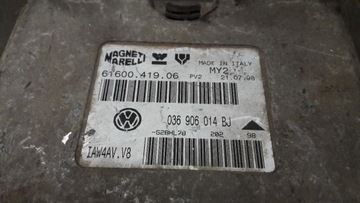 MAGNETI
MARELLI
MADE IN ITALY
MY2
61600.419.06 PV2 21.07.98
036 906 014 BJ
202 98
IAW4AV.V8